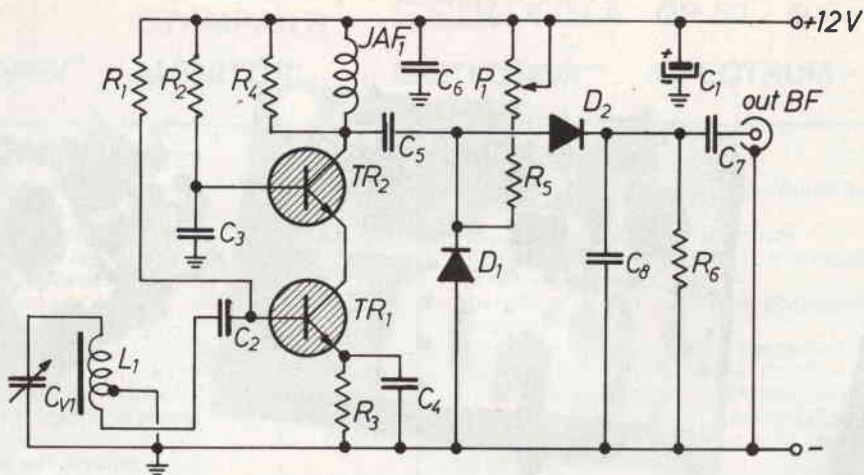 +12V
JAF1
R1
R2
R4
C6
P1
+
-
C1
out BF
D2
C5
C7
TR2
R5
C3
D1
C8
R6
TR1
C2
L1
CV1
R3
C4
-